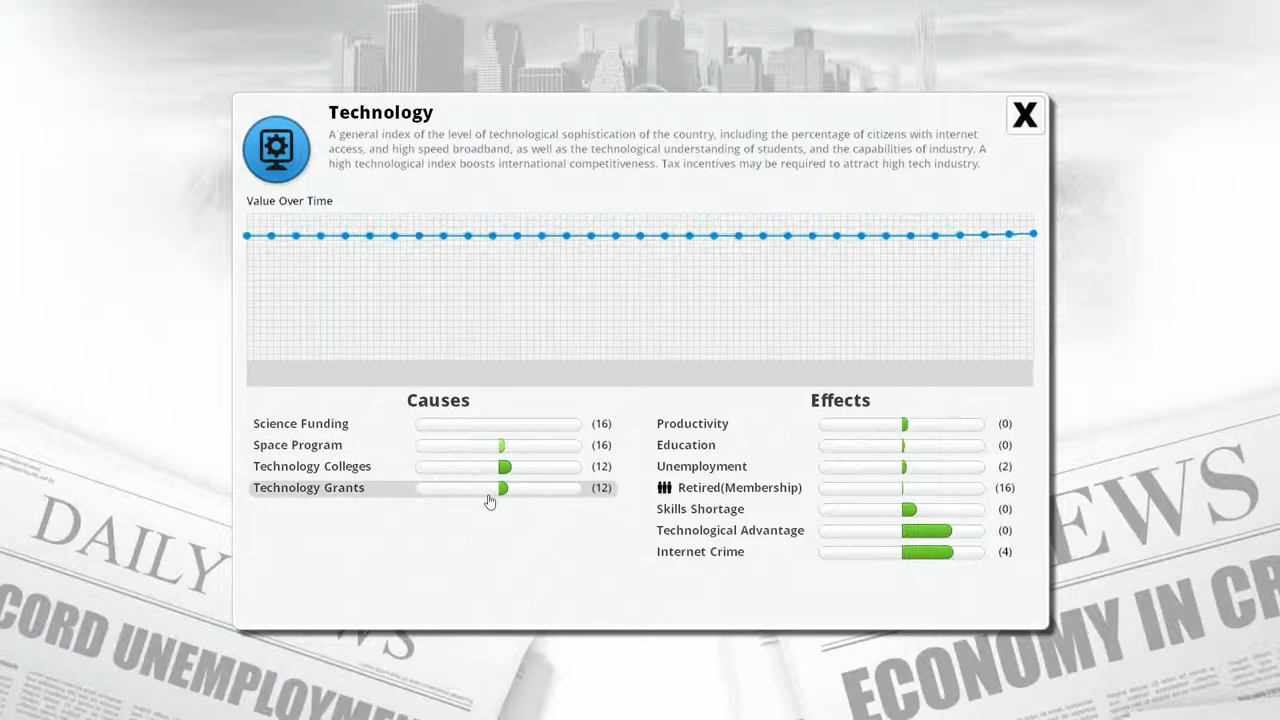 Technology
X
A general index of the level of technological sophistication of the country, including the percentage of citizens with internet
access, and high speed broadband, as well as the technological understanding of students, and the capabilities of industry. A
high technological index boosts international competitiveness. Tax incentives may be required to attract high tech industry.
Value Over Time
Causes
Science Funding (16)
Space Program (16)
Technology Colleges (12)
Technology Grants (12)
Effects
Productivity (0)
Education (0)
Unemployment (2)
Retired(Membership) (16)
Skills Shortage (0)
Technological Advantage (0)
Internet Crime (4)
DAILY
WS
CORD UNEMPLOYME
EWS
ECONOMY IN CR